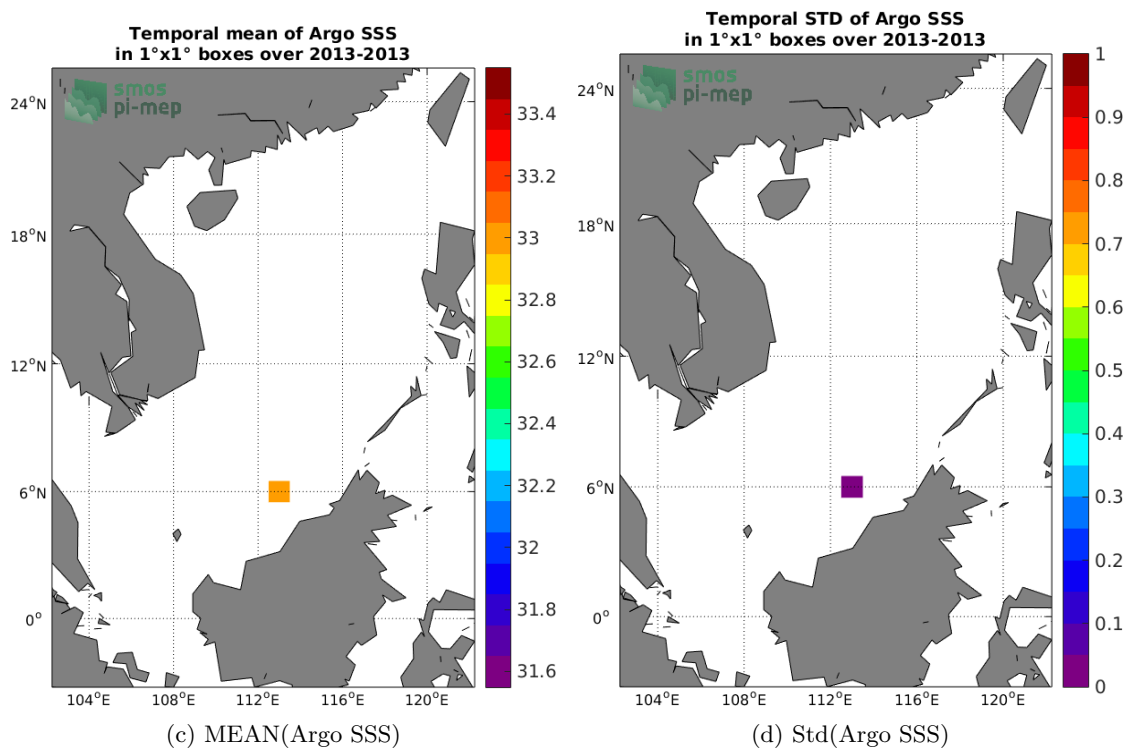 Temporal mean of Argo SSS
in 1°x1° boxes over 2013-2013
smos
pi-mep
24°N
18°N
12°N
6°N
0°
104°E
108°E
112°E
116°E
120°E
33.4
33.2
33
32.8
32.6
32.4
32.2
32
31.8
31.6
(c) MEAN(Argo SSS)
Temporal STD of Argo SSS
in 1°x1° boxes over 2013-2013
smos
pi-mep
24°N
18°N
12°N
6°N
0°
104°E
108°E
112°E
116°E
120°E
1
0.9
0.8
0.7
0.6
0.5
0.4
0.3
0.2
0.1
0
(d) Std(Argo SSS)